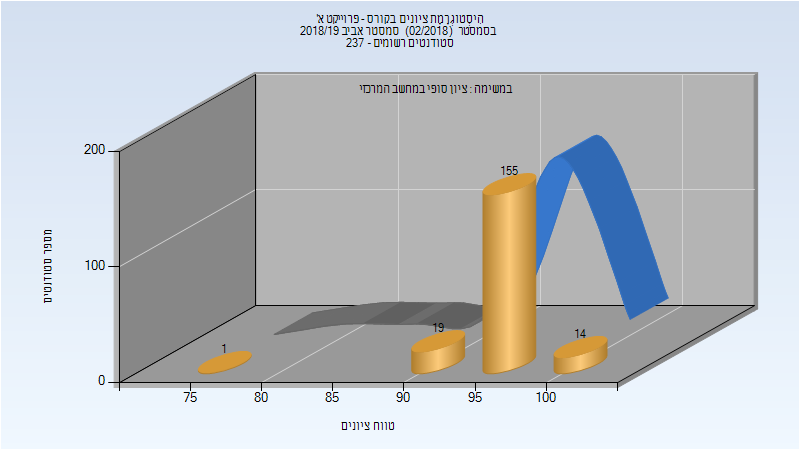 היסטוגרמת ציונים בקורס - פרוייקט א'
בסמסטר (02/2018) סמסטר אביב 2018/19
סטודנטים רשומים - 237
במשימה : ציון סופי במחשב המרכזי
מספר סטודנטים
200
100
0
1
19
155
14
75
80
85
90
95
100
טווח ציונים